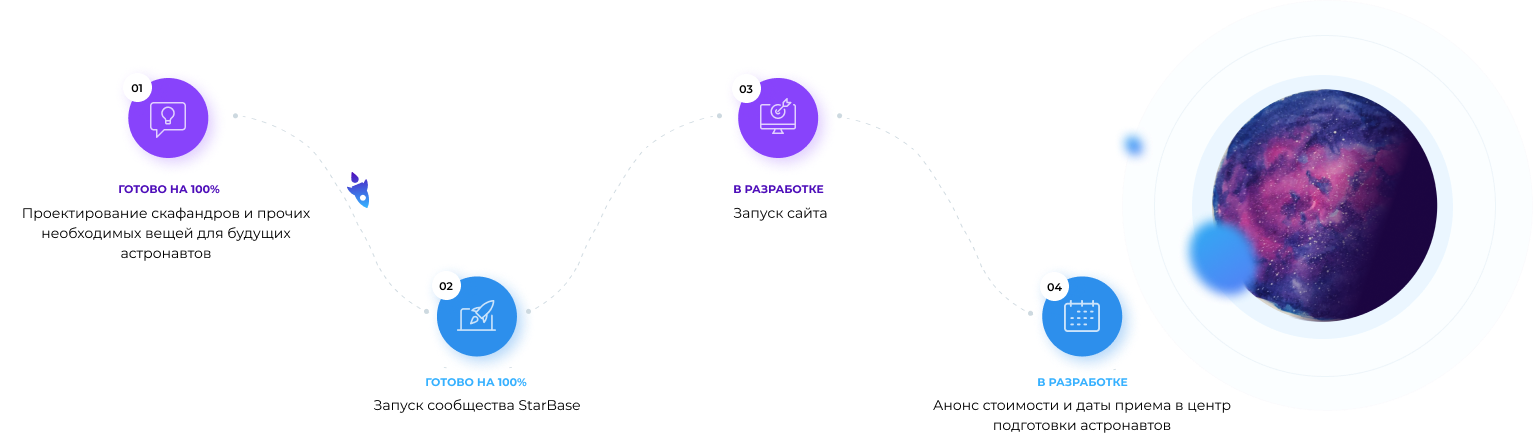 01
ГОТОВО НА 100%
Проектирование скафандров и прочих
необходимых вещей для будущих
астронавтов
02
ГОТОВО НА 100%
Запуск сообщества StarBase
03
В РАЗРАБОТКЕ
Запуск сайта
04
В РАЗРАБОТКЕ
Анонс стоимости и даты приема в центр
подготовки астронавтов